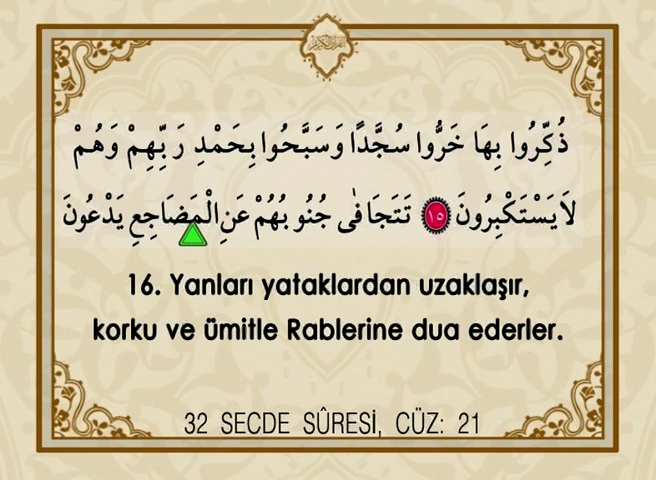 ذُكِّرُوا بِهَا خَرُّوا سُجَّدًا وَسَبَّحُوا بِحَمْدِ رَبِّهِمْ وَهُمْ
لَا يَسْتَكْبِرُونَ ١٥ تَتَجَافٰى جُنُوبُهُمْ عَنِ الْمَضَاجِعِ يَدْعُونَ
16. Yanları yataklardan uzaklaşır,
korku ve ümitle Rablerine dua ederler.
32 SECDE SÛRESİ, CÜZ: 21